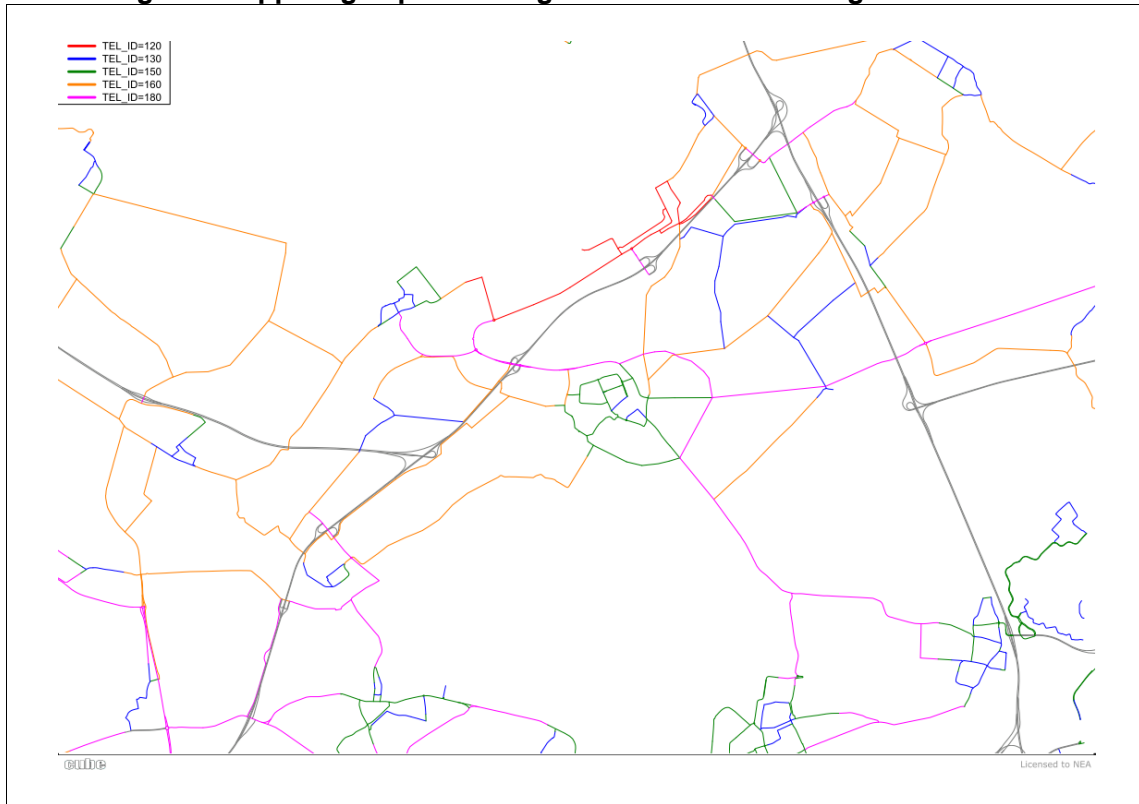 TEL_ID=120
TEL_ID=130
TEL_ID=150
TEL_ID=160
TEL_ID=180
cube
Licensed to NEA